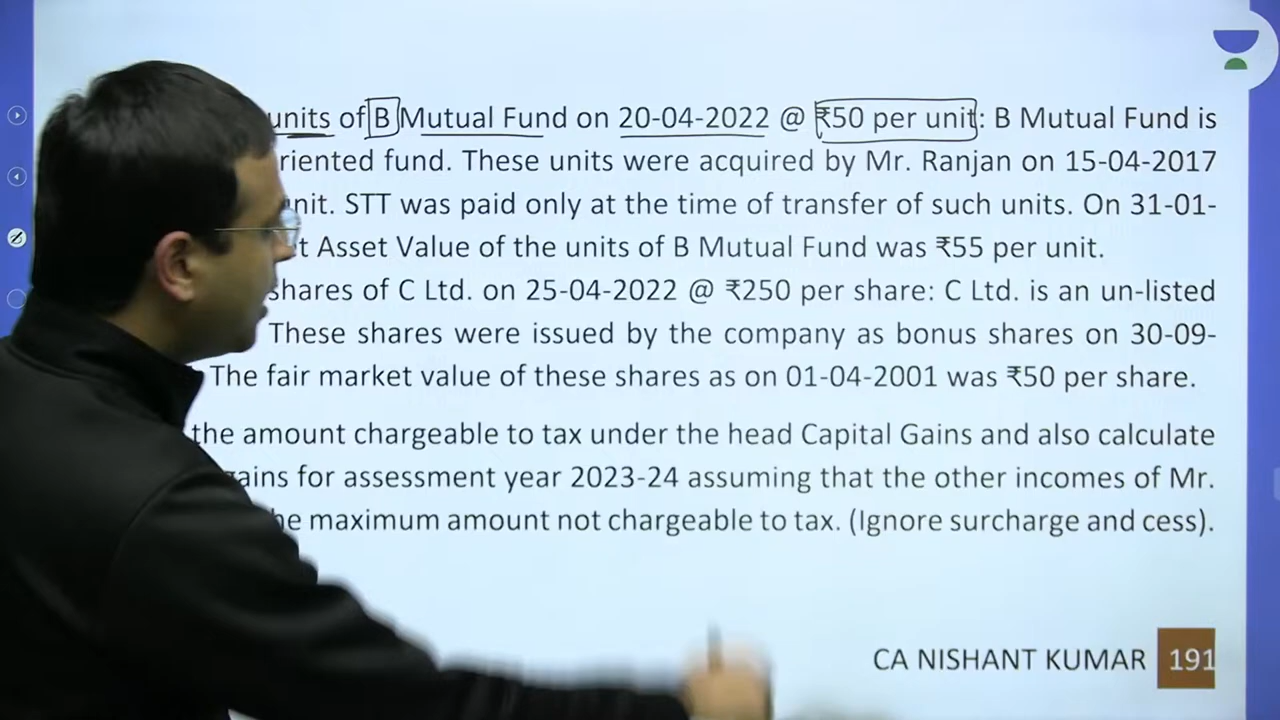 units of B Mutual Fund on 20-04-2022 @ ₹50 per unit: B Mutual Fund is
riented fund. These units were acquired by Mr. Ranjan on 15-04-2017
nit. STT was paid only at the time of transfer of such units. On 31-01-
t Asset Value of the units of B Mutual Fund was ₹55 per unit.
shares of C Ltd. on 25-04-2022 @ ₹250 per share: C Ltd. is an un-listed
These shares were issued by the company as bonus shares on 30-09-
The fair market value of these shares as on 01-04-2001 was ₹50 per share.
the amount chargeable to tax under the head Capital Gains and also calculate
ains for assessment year 2023-24 assuming that the other incomes of Mr.
he maximum amount not chargeable to tax. (Ignore surcharge and cess).
CA NISHANT KUMAR 191